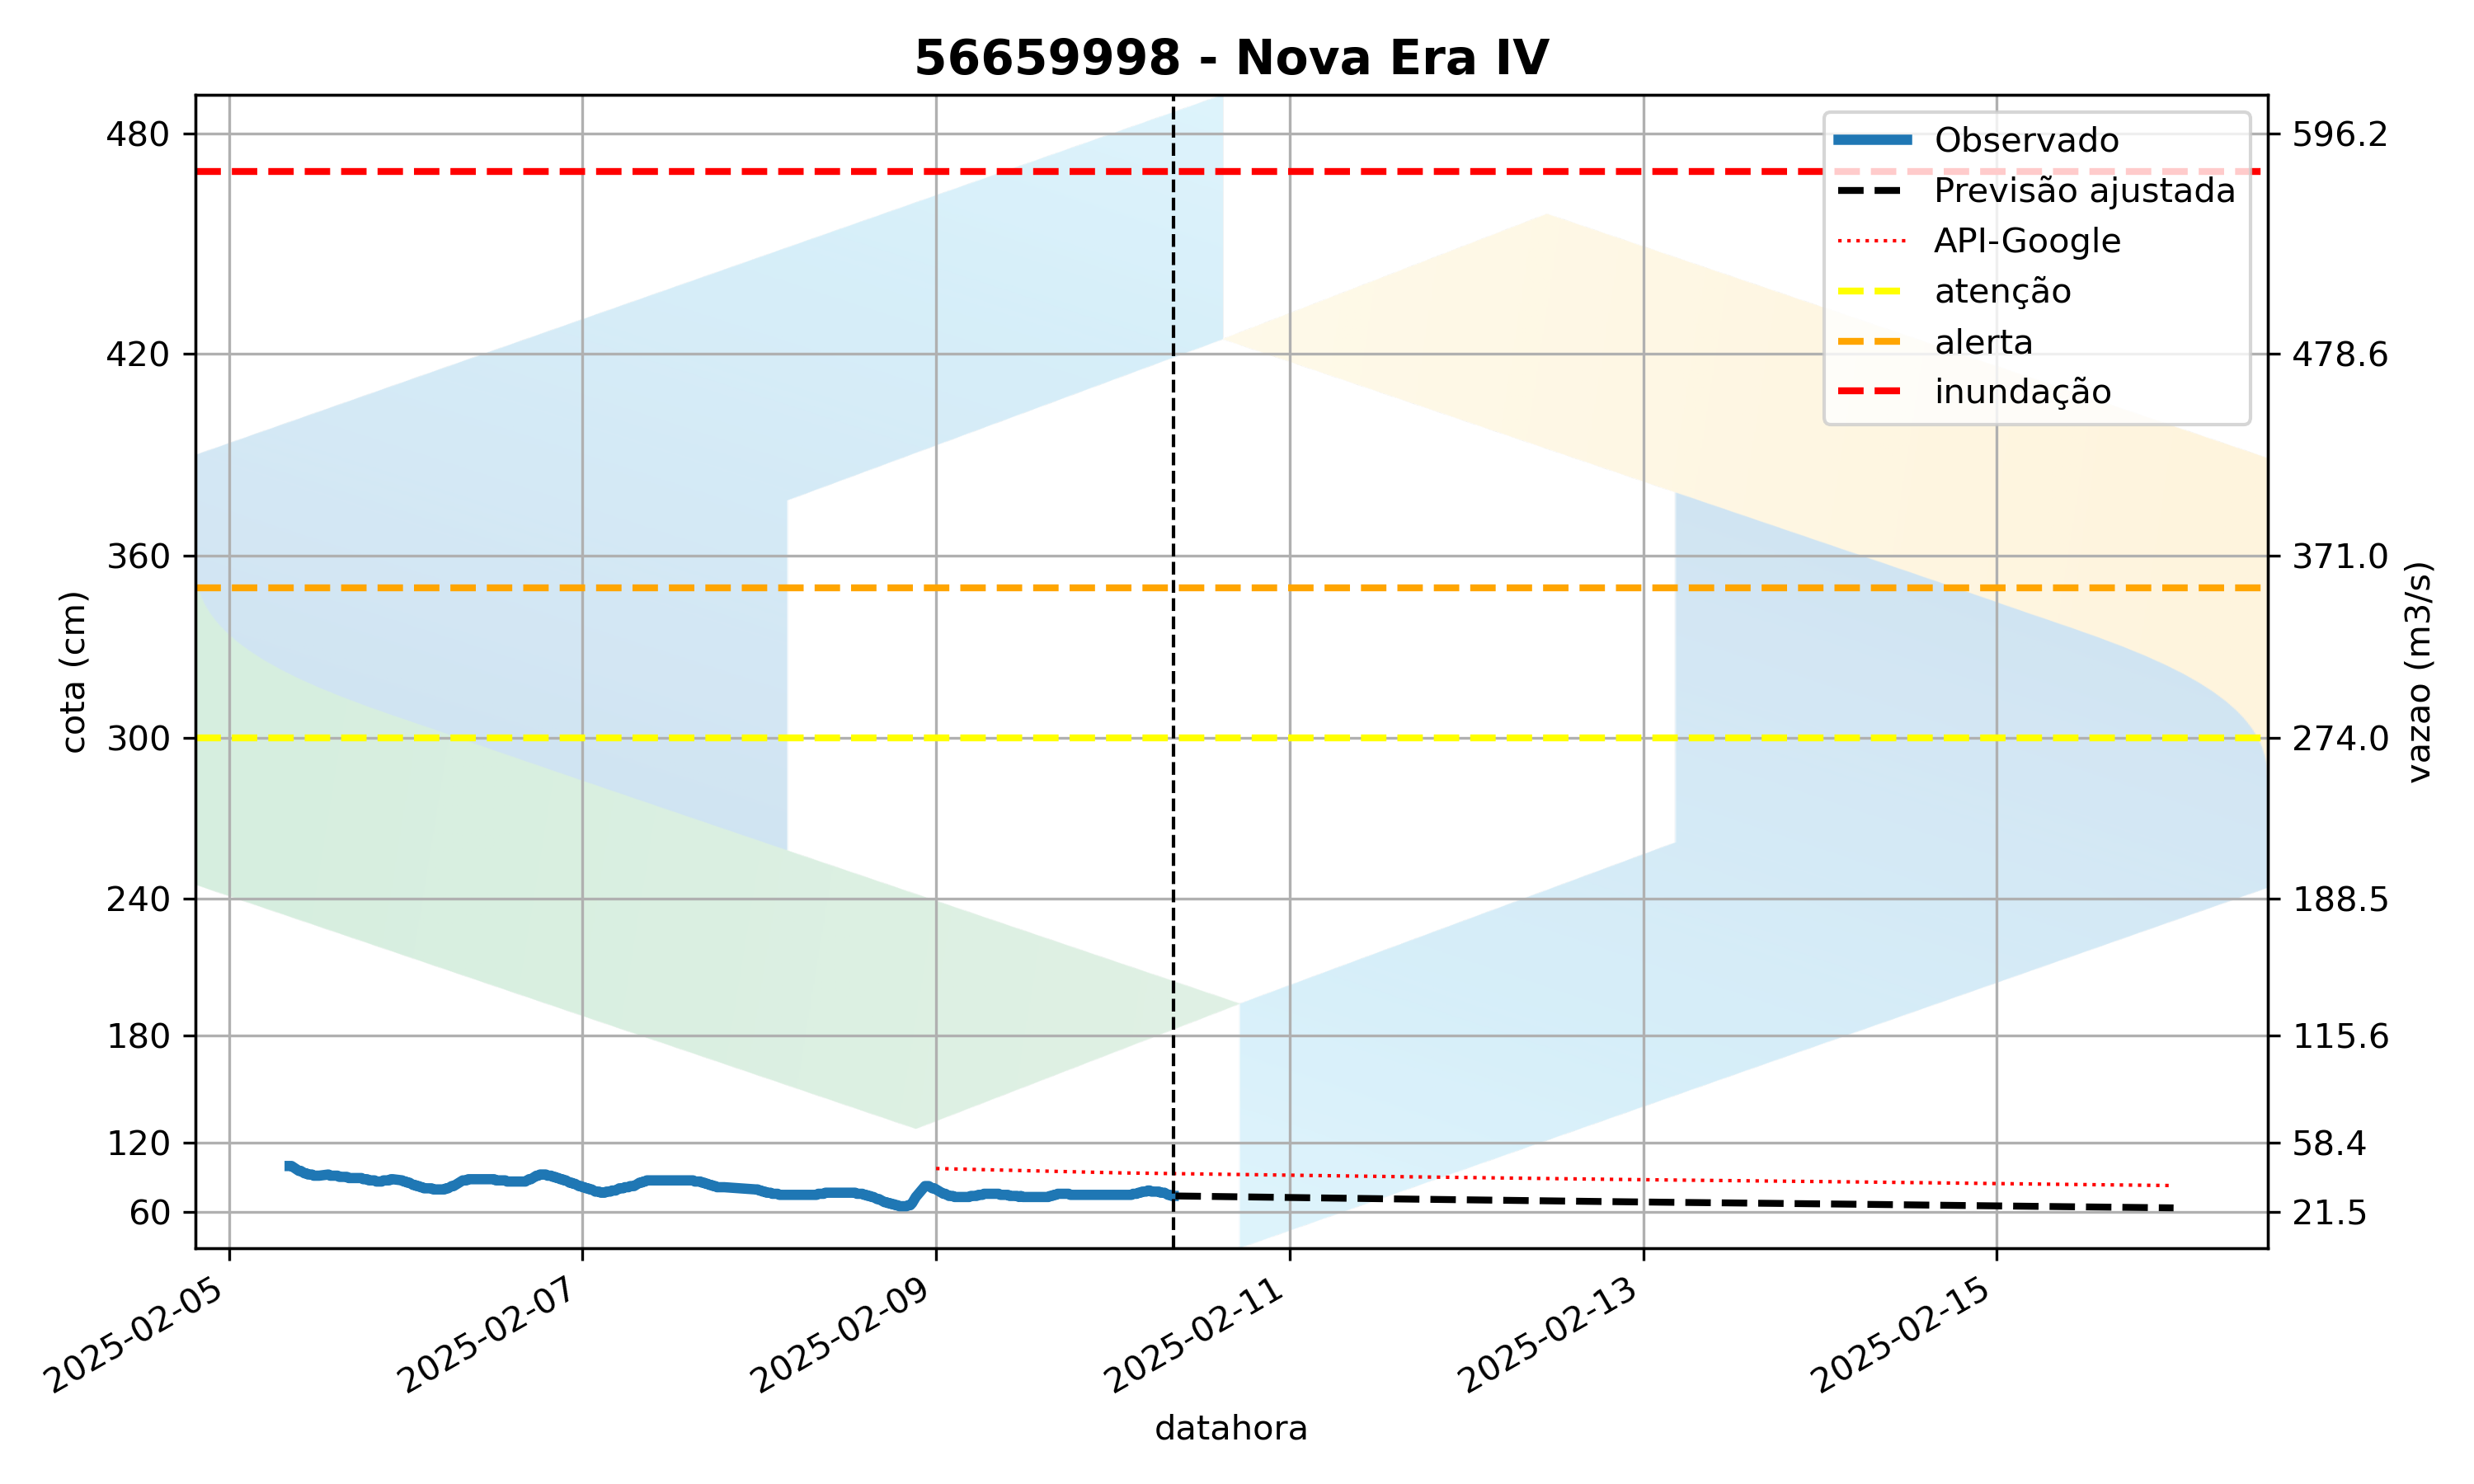 56659998 - Nova Era IV
480
420
360
300
240
180
120
60
cota (cm)
596.2
478.6
371.0
274.0
188.5
115.6
58.4
21.5
vazao (m3/s)
Observado
Previsão ajustada
API-Google
atenção
alerta
inundação
2025-02-05
2025-02-07
2025-02-09
2025-02-11
2025-02-13
2025-02-15
datahora